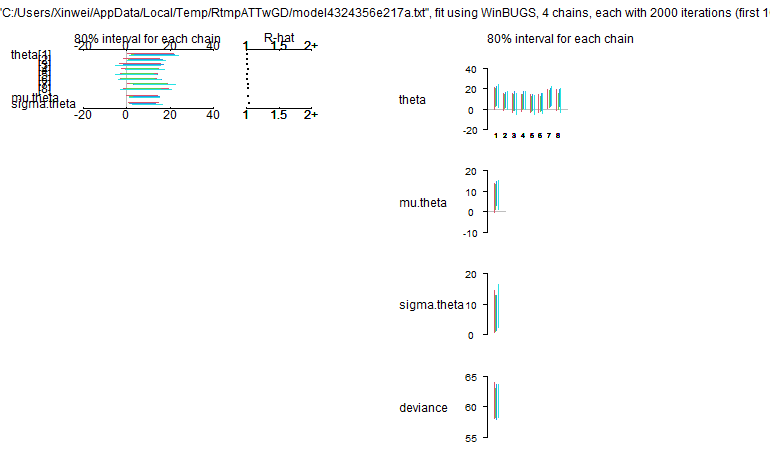 'C:/Users/Xinwei/AppData/Local/Temp/RtmpATTwGD/model4324356e217a.txt", fit using WinBUGS, 4 chains, each with 2000 iterations (first 1
80% interval for each chain R-hat
-20 0 20 40 1 1.5 2+
theta[1]
[2]
[3]
[4]
[5]
[6]
[7]
[8]
mu.theta
sigma.theta
-20 0 20 40 1 1.5 2+
80% interval for each chain
theta
40
20
0
-20
1 2 3 4 5 6 7 8
mu.theta
20
10
0
-10
sigma.theta
20
10
0
deviance
65
60
55